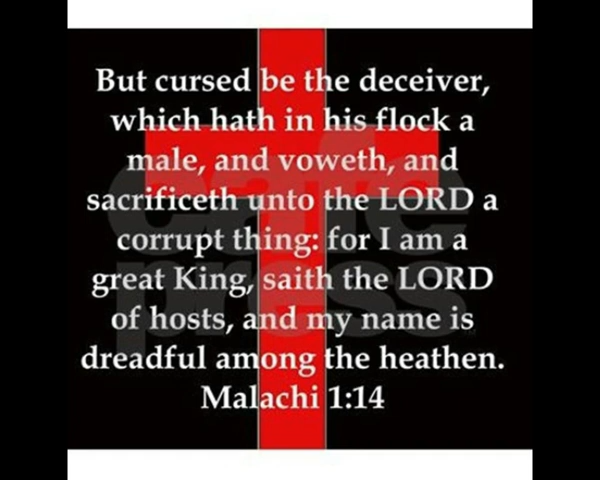 But cursed be the deceiver,
which hath in his flock a
male, and voweth, and
sacrificeth unto the LORD a
corrupt thing: for I am a
great King, saith the LORD
of hosts, and my name is
dreadful among the heathen.
Malachi 1:14
cafe
press